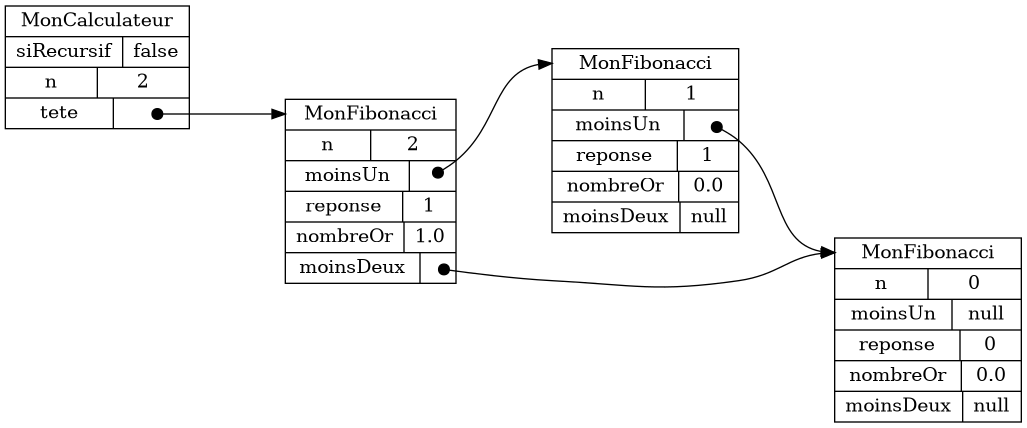 MonCalculateur
siRecursif false
n 2
tete
MonFibonacci
n 2
moinsUn
reponse 1
nombreOr 1.0
moinsDeux
MonFibonacci
n 1
moinsUn
reponse 1
nombreOr 0.0
moinsDeux null
MonFibonacci
n 0
moinsUn null
reponse 0
nombreOr 0.0
moinsDeux null